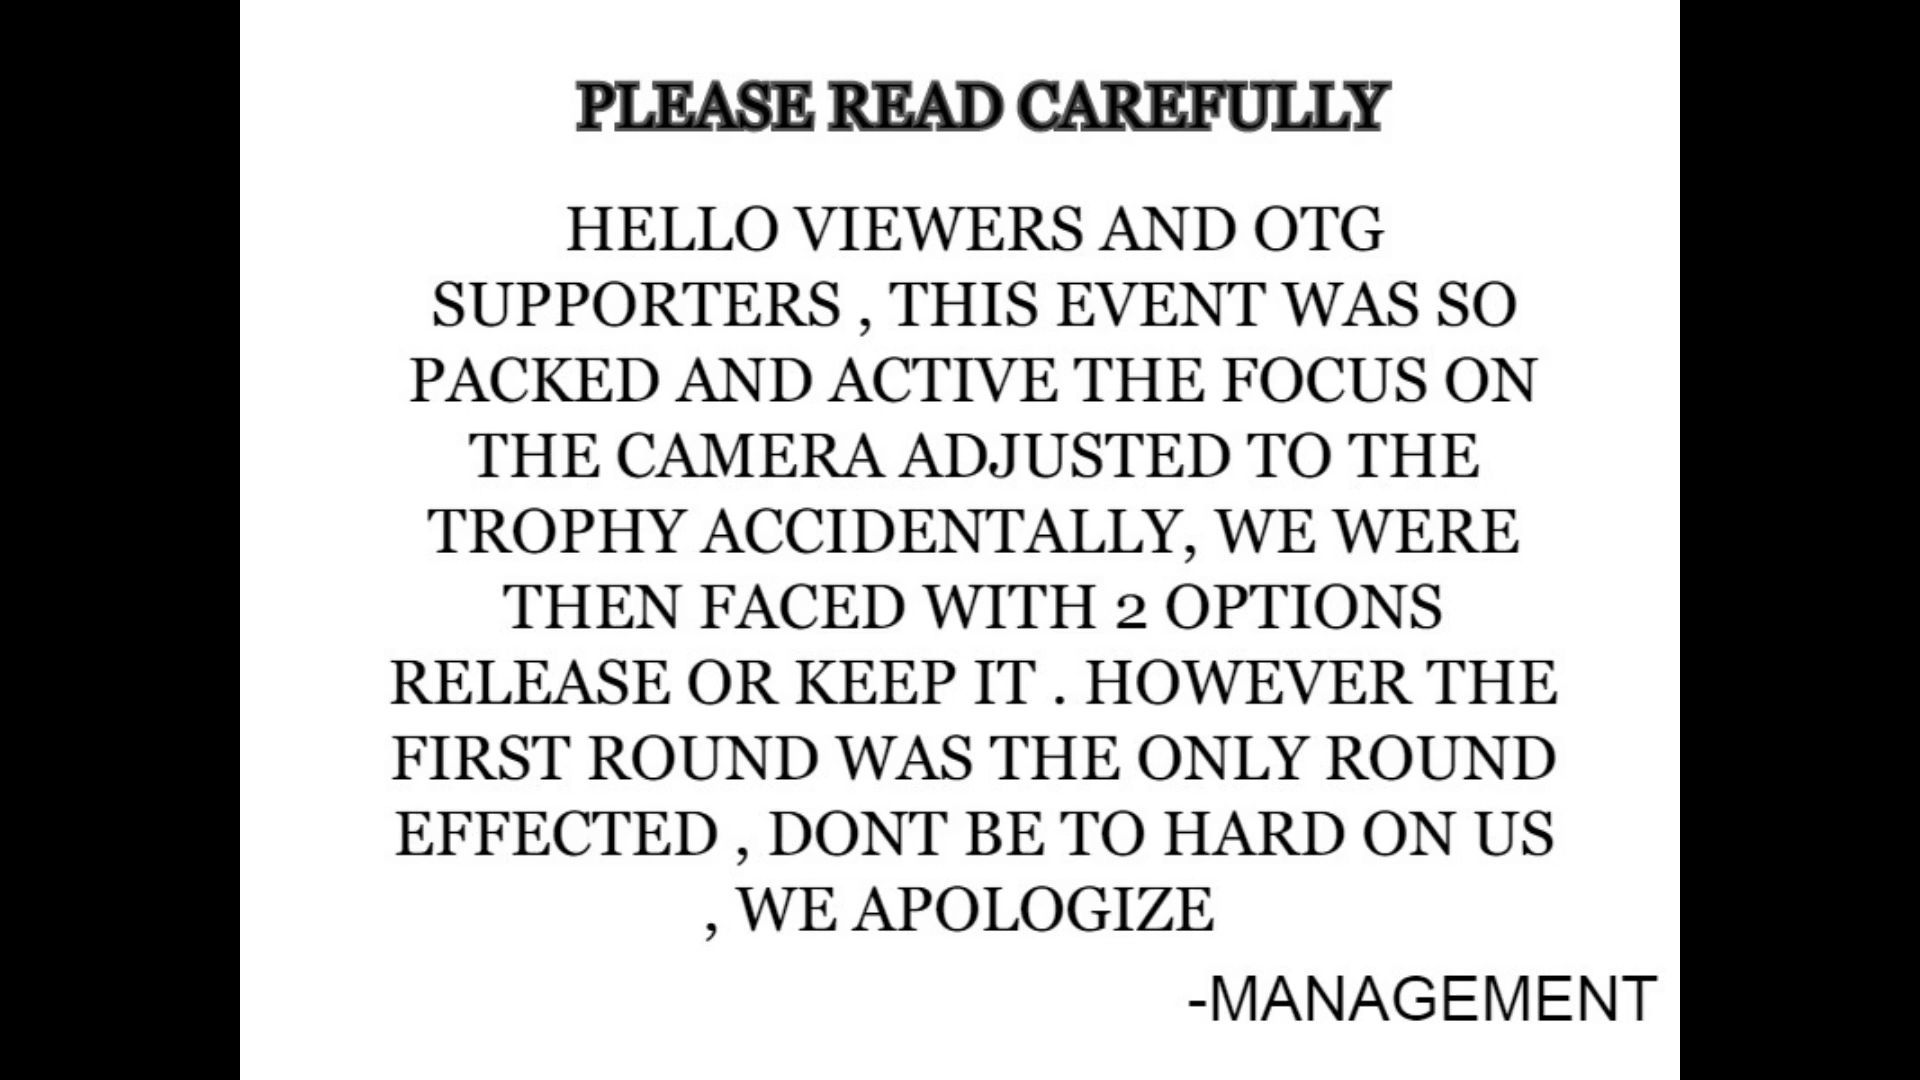 PLEASE READ CAREFULLY
HELLO VIEWERS AND OTG
SUPPORTERS , THIS EVENT WAS SO
PACKED AND ACTIVE THE FOCUS ON
THE CAMERA ADJUSTED TO THE
TROPHY ACCIDENTALLY, WE WERE
THEN FACED WITH 2 OPTIONS
RELEASE OR KEEP IT . HOWEVER THE
FIRST ROUND WAS THE ONLY ROUND
EFFECTED , DONT BE TO HARD ON US
, WE APOLOGIZE
-MANAGEMENT